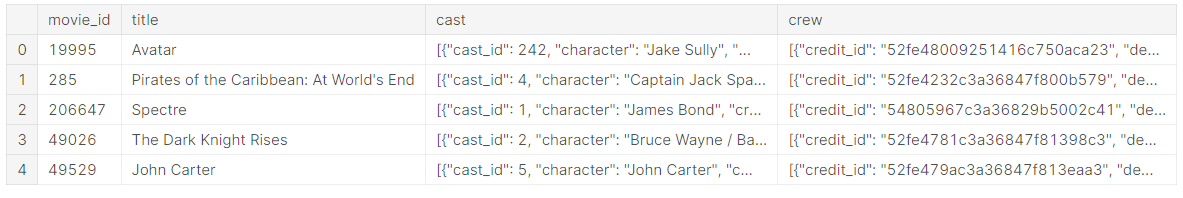 movie_id title cast crew
0 19995 Avatar [{"cast_id": 242, "character": "Jake Sully", "... [{"credit_id": "52fe48009251416c750aca23", "de...
1 285 Pirates of the Caribbean: At World's End [{"cast_id": 4, "character": "Captain Jack Spa... [{"credit_id": "52fe4232c3a36847f800b579", "de...
2 206647 Spectre [{"cast_id": 1, "character": "James Bond", "cr... [{"credit_id": "54805967c3a36829b5002c41", "de...
3 49026 The Dark Knight Rises [{"cast_id": 2, "character": "Bruce Wayne / Ba... [{"credit_id": "52fe4781c3a36847f81398c3", "de...
4 49529 John Carter [{"cast_id": 5, "character": "John Carter", "c... [{"credit_id": "52fe479ac3a36847f813eaa3", "de...